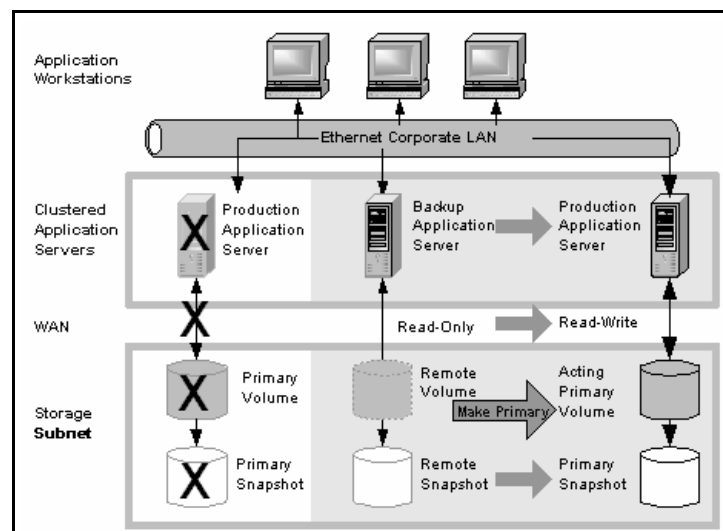 Application
Workstations
Ethernet Corporate LAN
Clustered
Application
Servers
X
Production
Application
Server
Backup
Application
Server
Production
Application
Server
WAN
X
Read-Only
Read-Write
Storage
Subnet
X
Primary
Volume
Remote
Volume
Make Primary
Acting
Primary
Volume
X
Primary
Snapshot
Remote
Snapshot
Primary
Snapshot